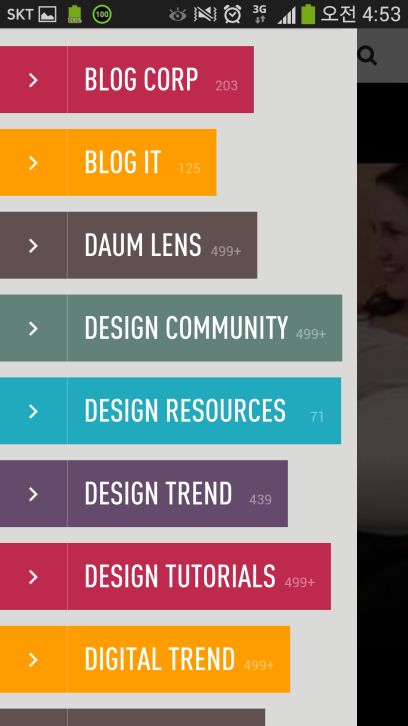 SKT 100% 100 3G 오전 4:53
BLOG CORP 203
BLOG IT 125
DAUM LENS 499+
DESIGN COMMUNITY 499+
DESIGN RESOURCES 71
DESIGN TREND 439
DESIGN TUTORIALS 499+
DIGITAL TREND 499+